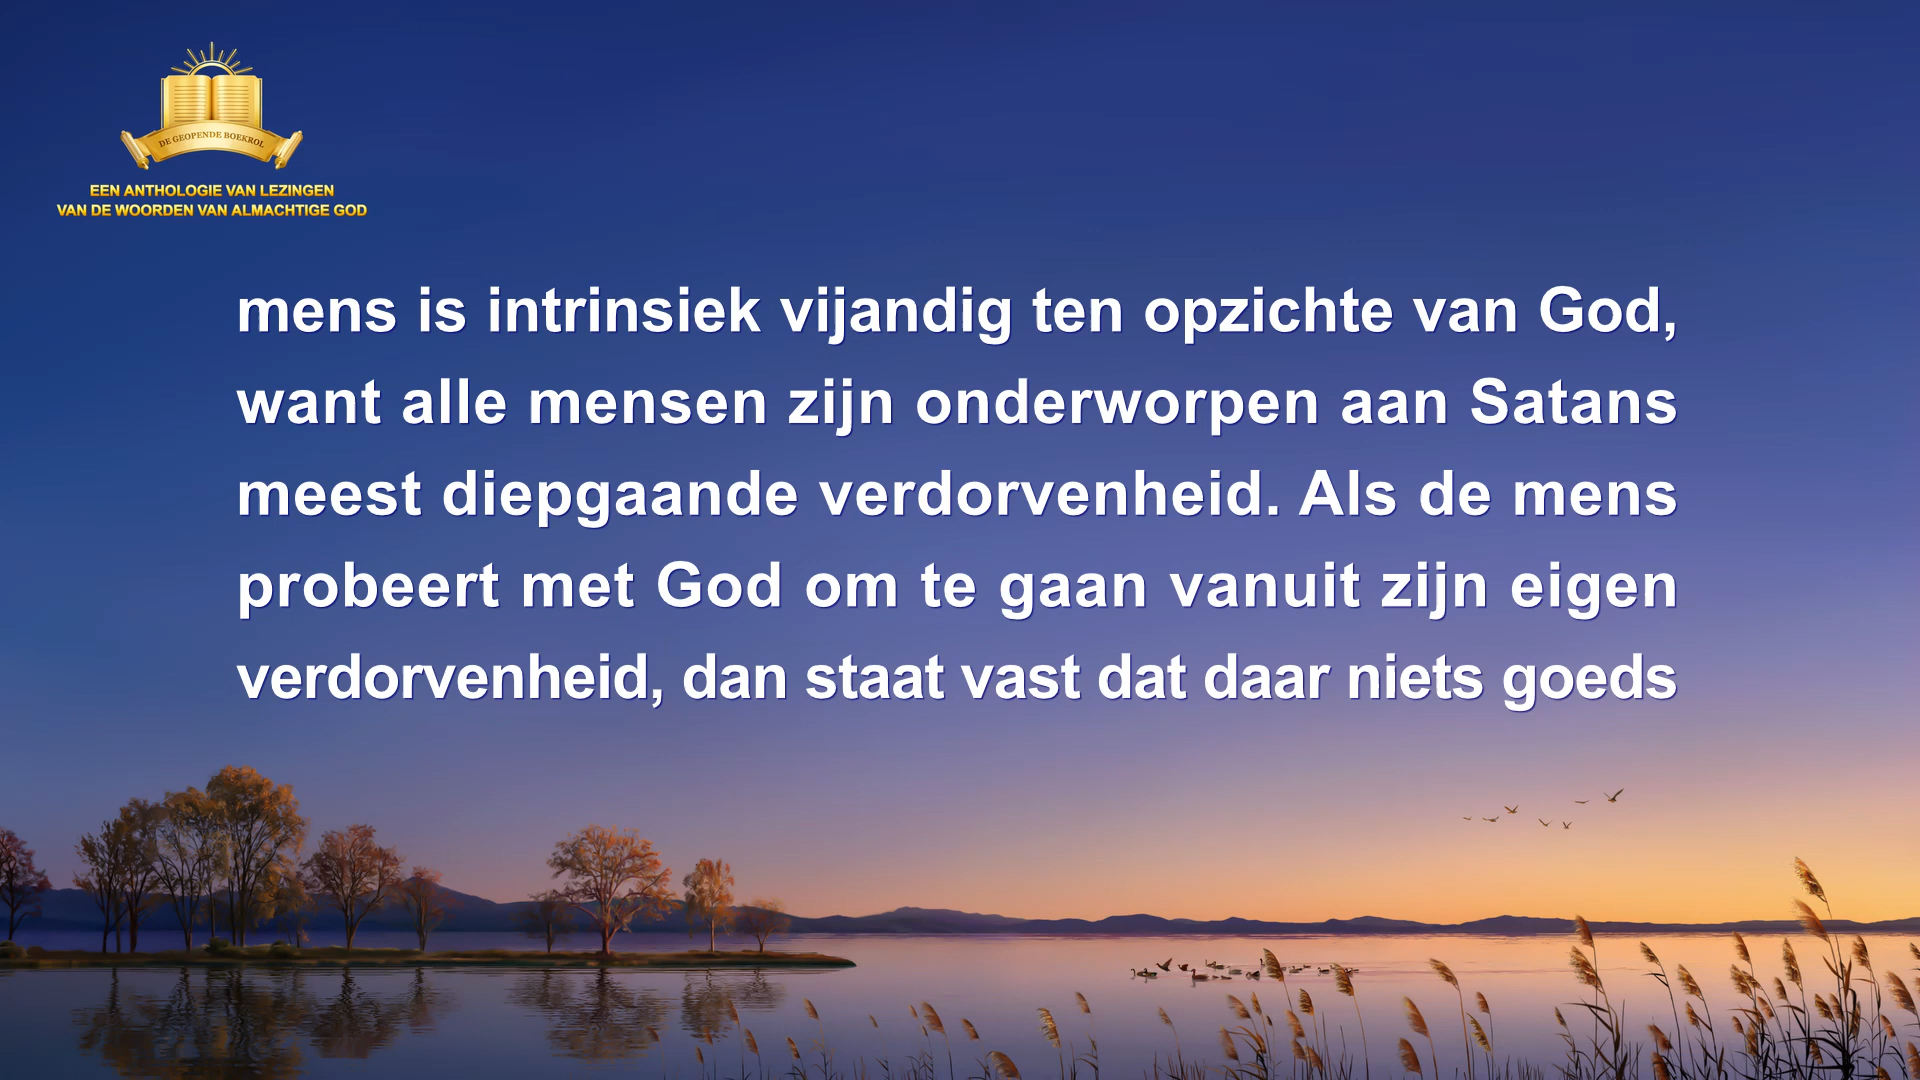 DE GEOPENDE BOEKROL
EEN ANTHOLOGIE VAN LEZINGEN
VAN DE WOORDEN VAN ALMACHTIGE GOD
mens is intrinsiek vijandig ten opzichte van God,
want alle mensen zijn onderworpen aan Satans
meest diepgaande verdorvenheid. Als de mens
probeert met God om te gaan vanuit zijn eigen
verdorvenheid, dan staat vast dat daar niets goeds